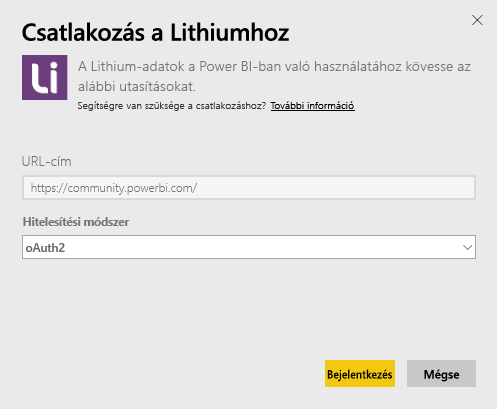 Csatlakozás a Lithiumhoz
Li
A Lithium-adatok a Power BI-ban való használatához kövesse az
alábbi utasításokat.
Segítségre van szüksége a csatlakozáshoz? További információ
URL-cím
https://community.powerbi.com/
Hitelesítési módszer
oAuth2
Bejelentkezés Mégse